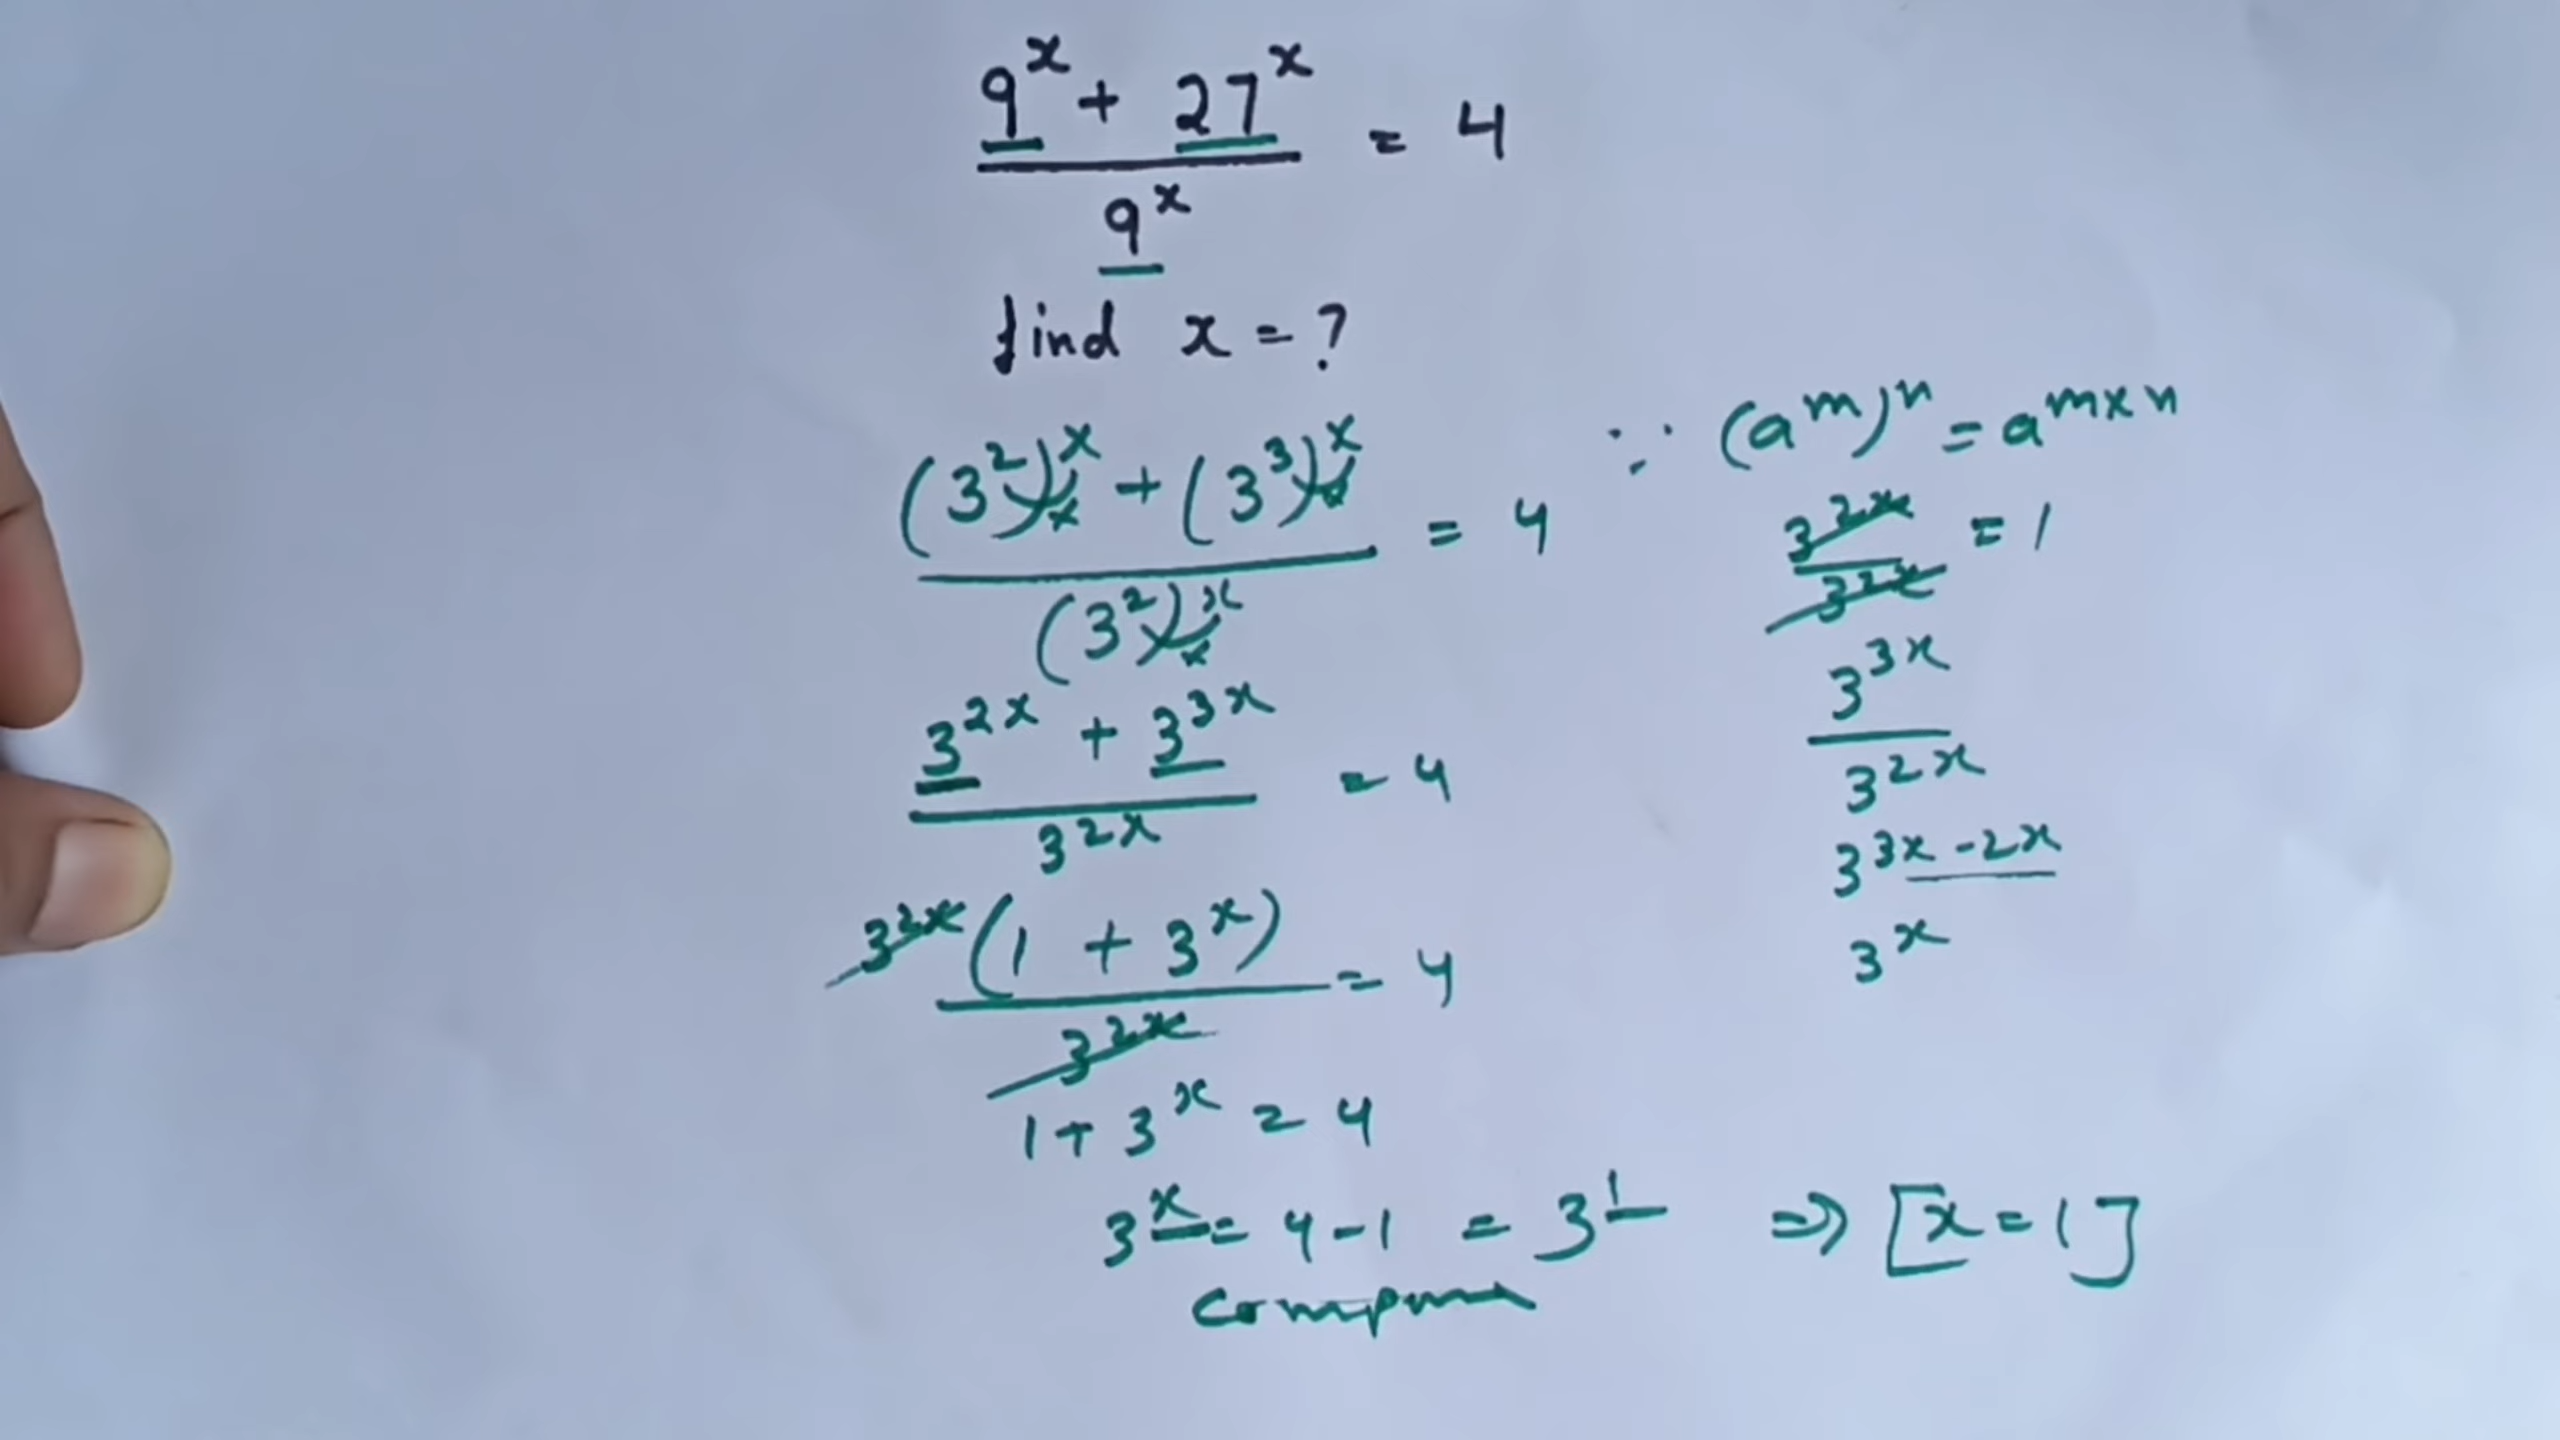 9^x + 27^x / 9^x = 4
find x = ?
(3^2)^x + (3^3)^x / (3^2)^x = 4
3^2x + 3^3x / 3^2x = 4
3^2x (1 + 3^x) / 3^2x = 4
1 + 3^x = 4
3^x = 4 - 1 = 3^1 ⇒ [x = 1]
∵ (a^m)^n = a^m×n
3^2x / 3^2x = 1
3^3x / 3^2x
3^3x - 2x
3^x